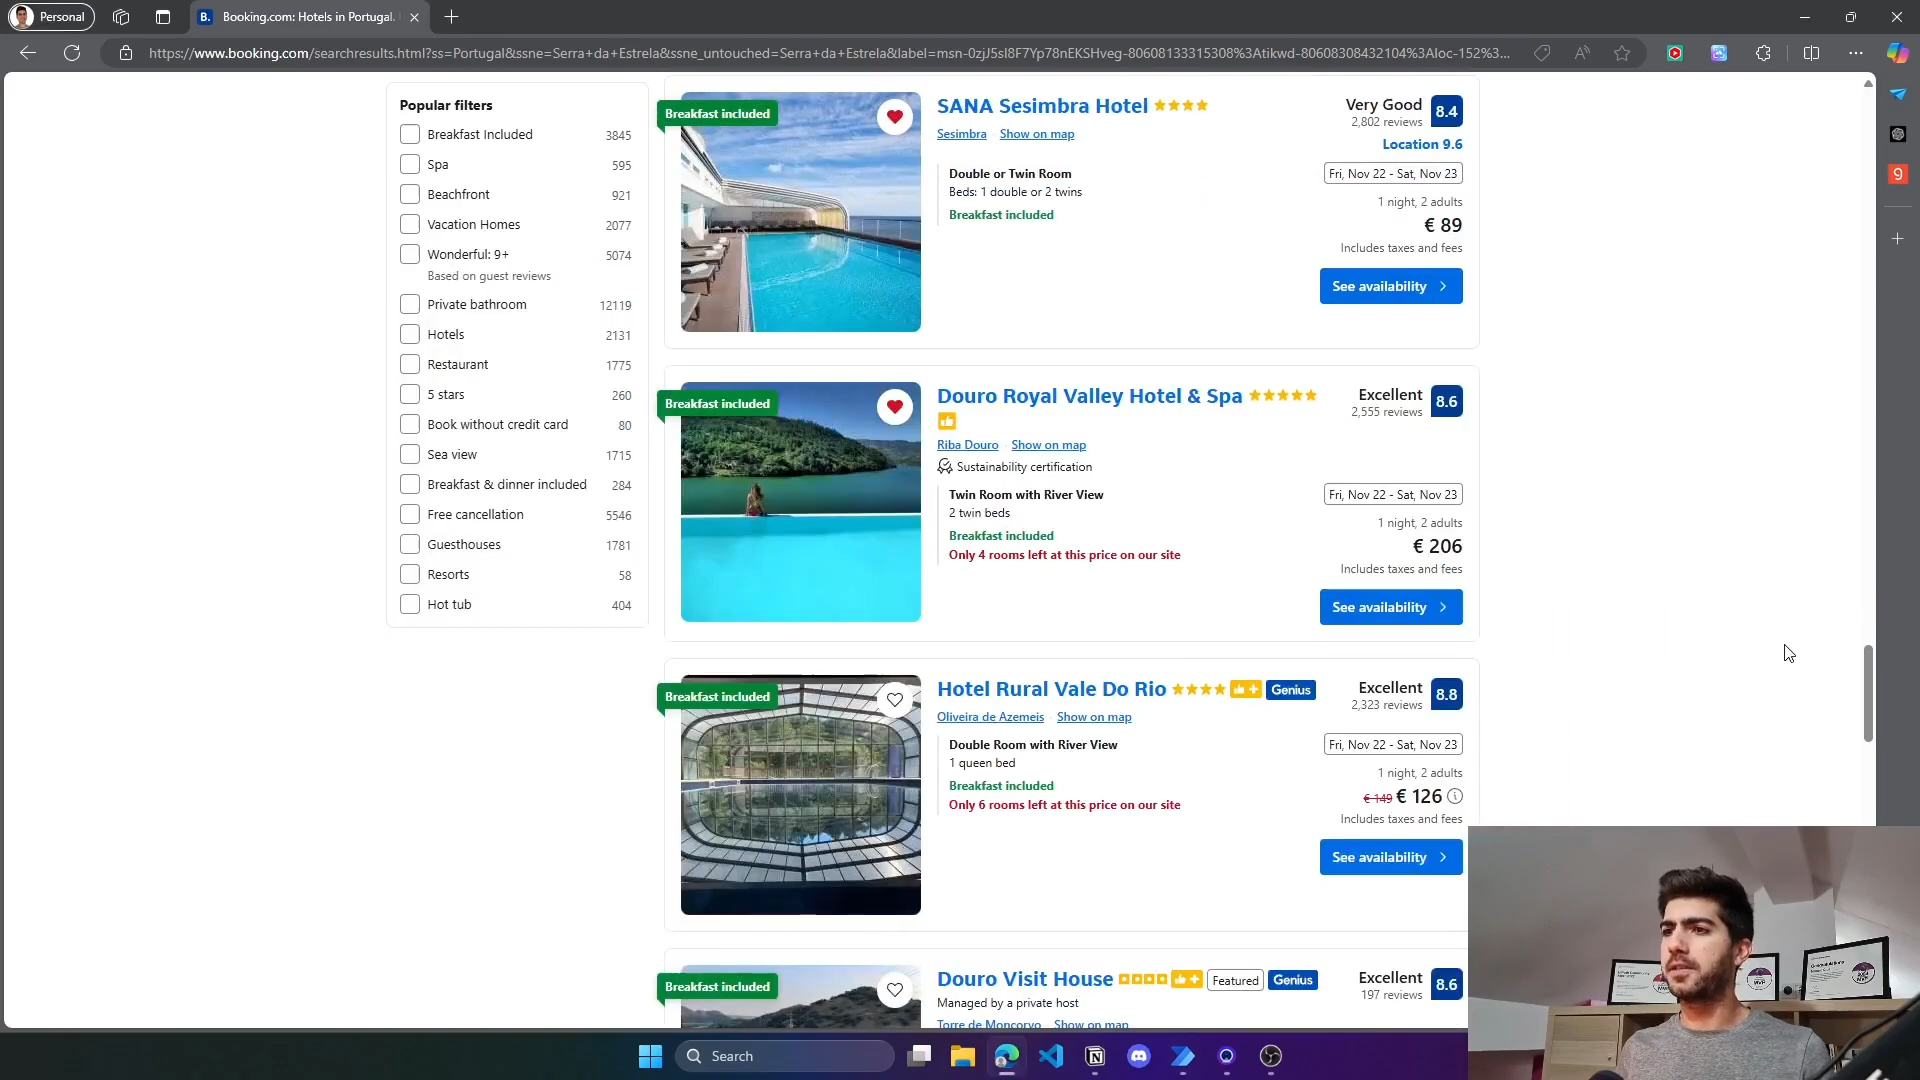 Personal
Booking.com: Hotels in Portugal.
https://www.booking.com/searchresults.html?ss=Portugal&ssne=Serra+da+Estrela&ssne_untouched=Serra+da+Estrela&label=msn-0zjJ5sI8F7Yp78nEKSHveg-80608133315308%3Atikwd-80608308432104%3Aloc-152%3...
Popular filters
Breakfast Included 3845
Spa 595
Beachfront 921
Vacation Homes 2077
Wonderful: 9+ 5074
Based on guest reviews
Private bathroom 12119
Hotels 2131
Restaurant 1775
5 stars 260
Book without credit card 80
Sea view 1715
Breakfast & dinner included 284
Free cancellation 5546
Guesthouses 1781
Resorts 58
Hot tub 404
Breakfast included
SANA Sesimbra Hotel
Sesimbra Show on map
Double or Twin Room
Beds: 1 double or 2 twins
Breakfast included
Very Good 8.4
2,802 reviews
Location 9.6
Fri, Nov 22 - Sat, Nov 23
1 night, 2 adults
€ 89
Includes taxes and fees
See availability
Breakfast included
Douro Royal Valley Hotel & Spa
Riba Douro Show on map
Sustainability certification
Twin Room with River View
2 twin beds
Breakfast included
Only 4 rooms left at this price on our site
Excellent 8.6
2,555 reviews
Fri, Nov 22 - Sat, Nov 23
1 night, 2 adults
€ 206
Includes taxes and fees
See availability
Breakfast included
Hotel Rural Vale Do Rio Genius
Oliveira de Azemeis Show on map
Double Room with River View
1 queen bed
Breakfast included
Only 6 rooms left at this price on our site
Excellent 8.8
2,323 reviews
Fri, Nov 22 - Sat, Nov 23
1 night, 2 adults
€ 149 € 126
Includes taxes and fees
See availability
Breakfast included
Douro Visit House Featured Genius
Managed by a private host
Torre de Moncorvo Show on map
Excellent 8.6
197 reviews
Search